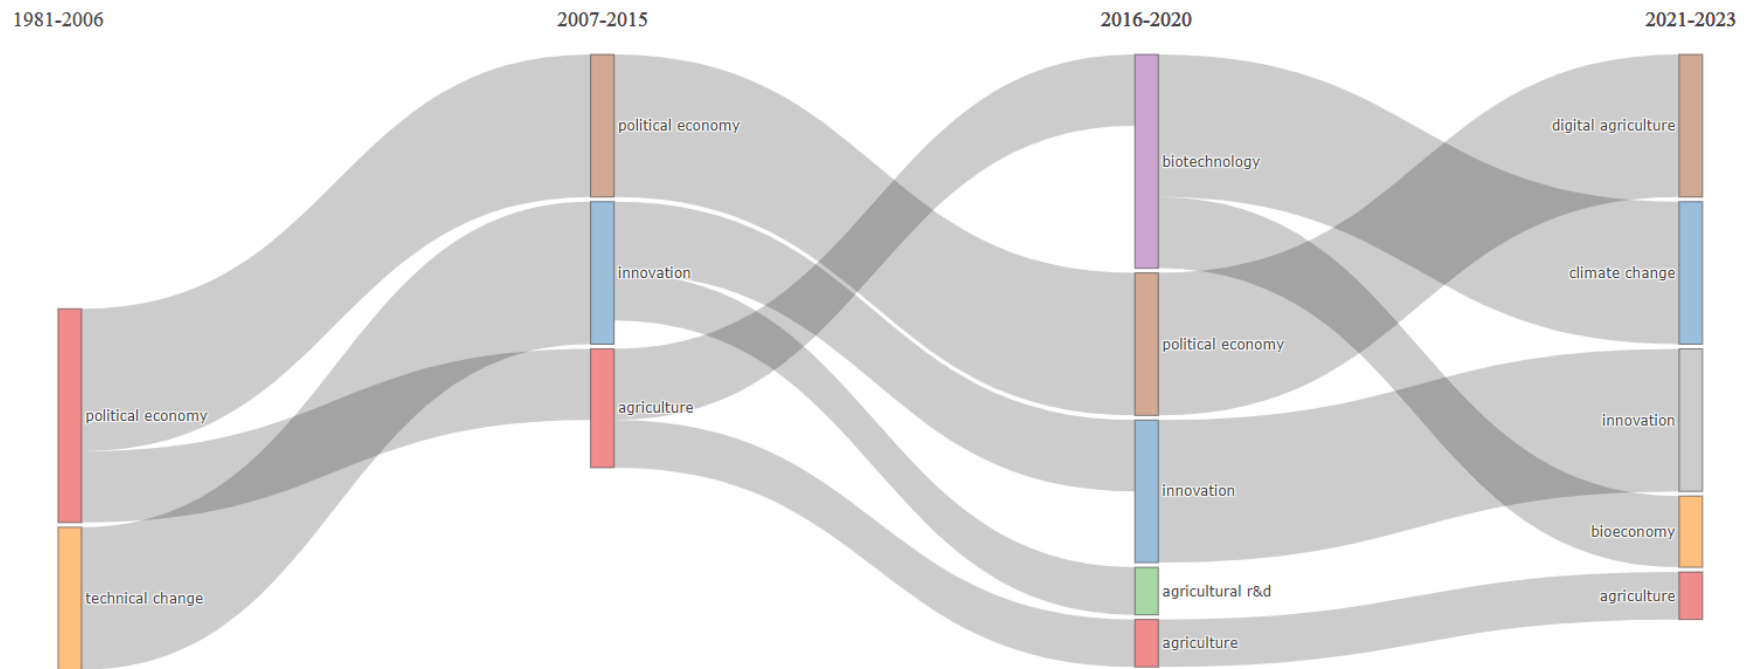 1981-2006
2007-2015
2016-2020
2021-2023
political economy
technical change
political economy
innovation
agriculture
biotechnology
political economy
innovation
agricultural r&d
agriculture
digital agriculture
climate change
innovation
bioeconomy
agriculture